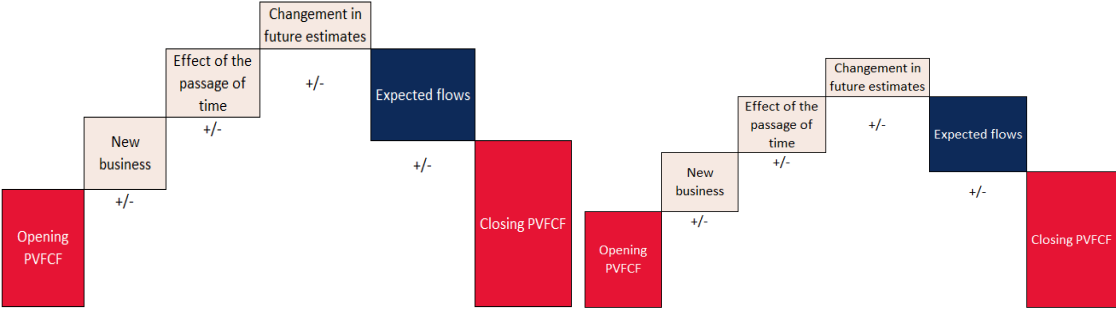 Changement in
future estimates
+/-
Effect of the
passage of
time
+/-
New
business
+/-
Opening
PVFCF
Expected flows
+/-
Closing PVFCF
Changement in
future estimates
+/-
Effect of the
passage of
time
+/-
New
business
+/-
Opening
PVFCF
Expected flows
+/-
Closing PVFCF